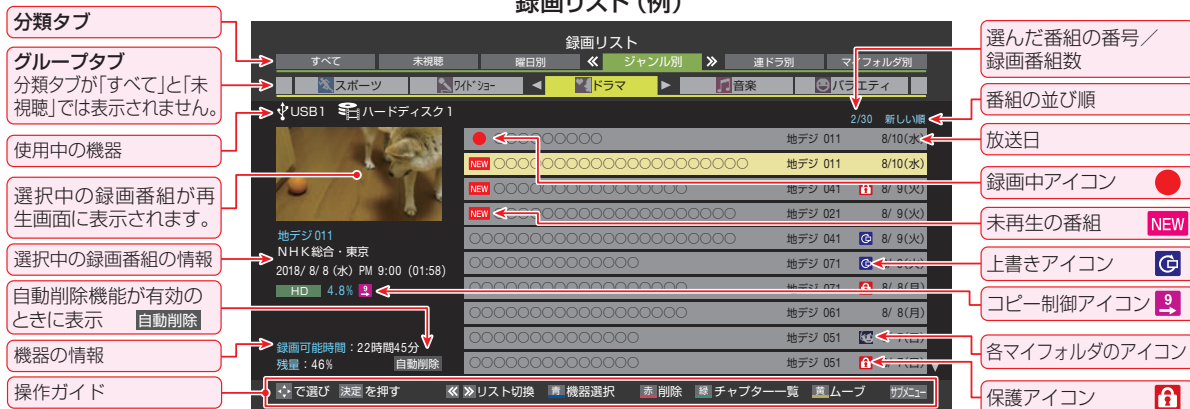 録画リスト（例）
分類タブ
グループタブ
分類タブが「すべて」と「未
視聴」では表示されません。
使用中の機器
選択中の録画番組が再
生画面に表示されます。
選択中の録画番組の情報
自動削除機能が有効の
ときに表示 自動削除
機器の情報
操作ガイド
録画リスト
すべて 未視聴 曜日別 ≪ ジャンル別 ≫ 連ドラ別 マイフォルダ別
スポーツ ワイドショー ◀ ドラマ ▶ 音楽 バラエティ
USB1 ハードディスク1
2/30 新しい順
○○○○○○○○○ 地デジ 011 8/10(水)
NEW ○○○○○○○○○○○○○○○○○○○○○ 地デジ 011 8/10(水)
NEW ○○○○○○○○○○○○○○○○ 地デジ 041 8/ 9(火)
NEW ○○○○○○○○○○○○○○○○○○○○ 地デジ 021 8/ 9(火)
○○○○○○○○○○○○○○○○○○○○○○ 地デジ 041 8/ 9(火)
○○○○○○○○○○○○○○ 地デジ 071
地デジ 071 8/ 8(月)
○○○○○○○○○○○○○○○○○○ 地デジ 061 8/ 8(月)
○○○○○○○○○○○○○○ 地デジ 051
○○○○○○○○○○○○○○ 地デジ 051
地デジ011
NHK総合・東京
2018/ 8/ 8 (水) PM 9:00 (01:58)
HD 4.8% 9
録画可能時間：22時間45分
残量：46% 自動削除
で選び 決定 を押す ≪ ≫ リスト切換 青 機器選択 赤 削除 緑 チャプター一覧 黄 ムーブ サブメニュー
選んだ番組の番号／
録画番組数
番組の並び順
放送日
録画中アイコン
未再生の番組 NEW
上書きアイコン
コピー制御アイコン 9
各マイフォルダのアイコン
保護アイコン